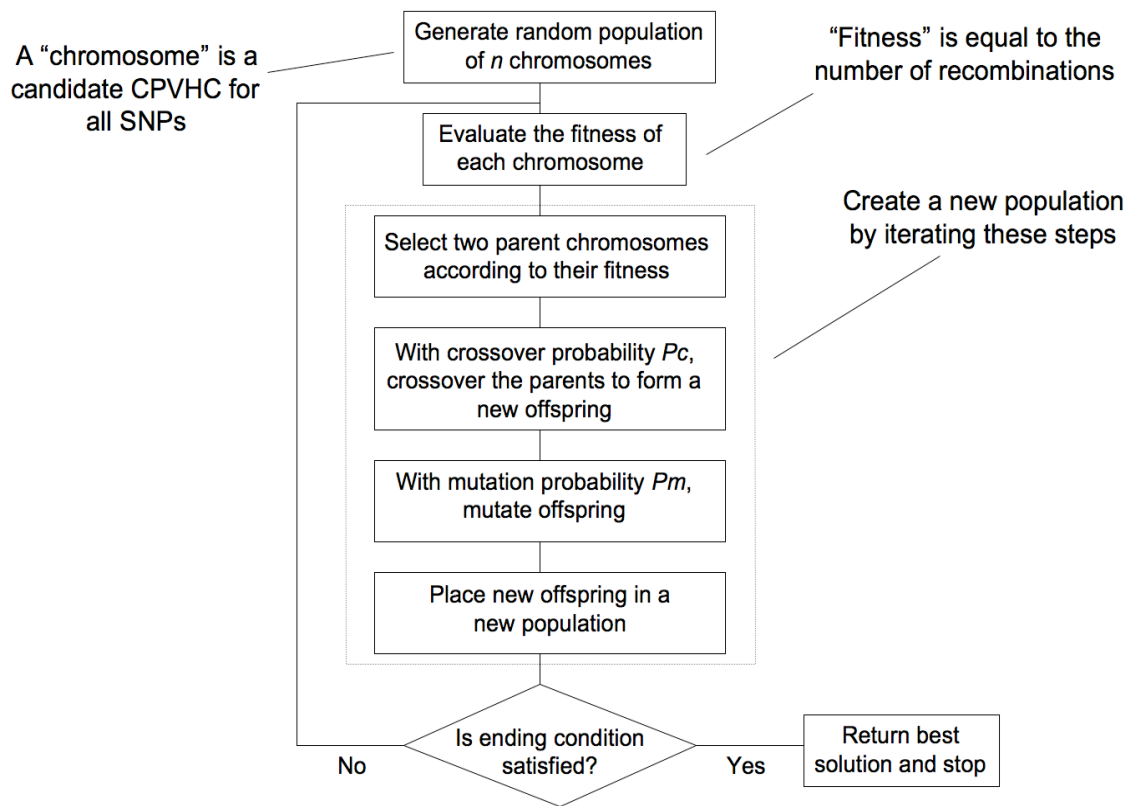 A “chromosome” is a
candidate CPVHC for
all SNPs
Generate random population
of n chromosomes
“Fitness” is equal to the
number of recombinations
Evaluate the fitness of
each chromosome
Create a new population
by iterating these steps
Select two parent chromosomes
according to their fitness
With crossover probability Pc,
crossover the parents to form a
new offspring
With mutation probability Pm,
mutate offspring
Place new offspring in a
new population
Is ending condition
satisfied?
No
Yes
Return best
solution and stop